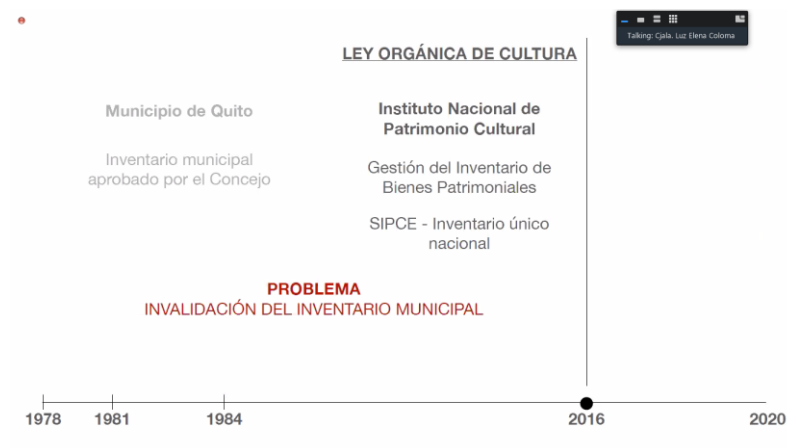 Talking: Cjala. Luz Elena Coloma
LEY ORGÁNICA DE CULTURA
Municipio de Quito
Inventario municipal
aprobado por el Concejo
Instituto Nacional de
Patrimonio Cultural
Gestión del Inventario de
Bienes Patrimoniales
SIPCE - Inventario único
nacional
PROBLEMA
INVALIDACIÓN DEL INVENTARIO MUNICIPAL
1978
1981
1984
2016
2020